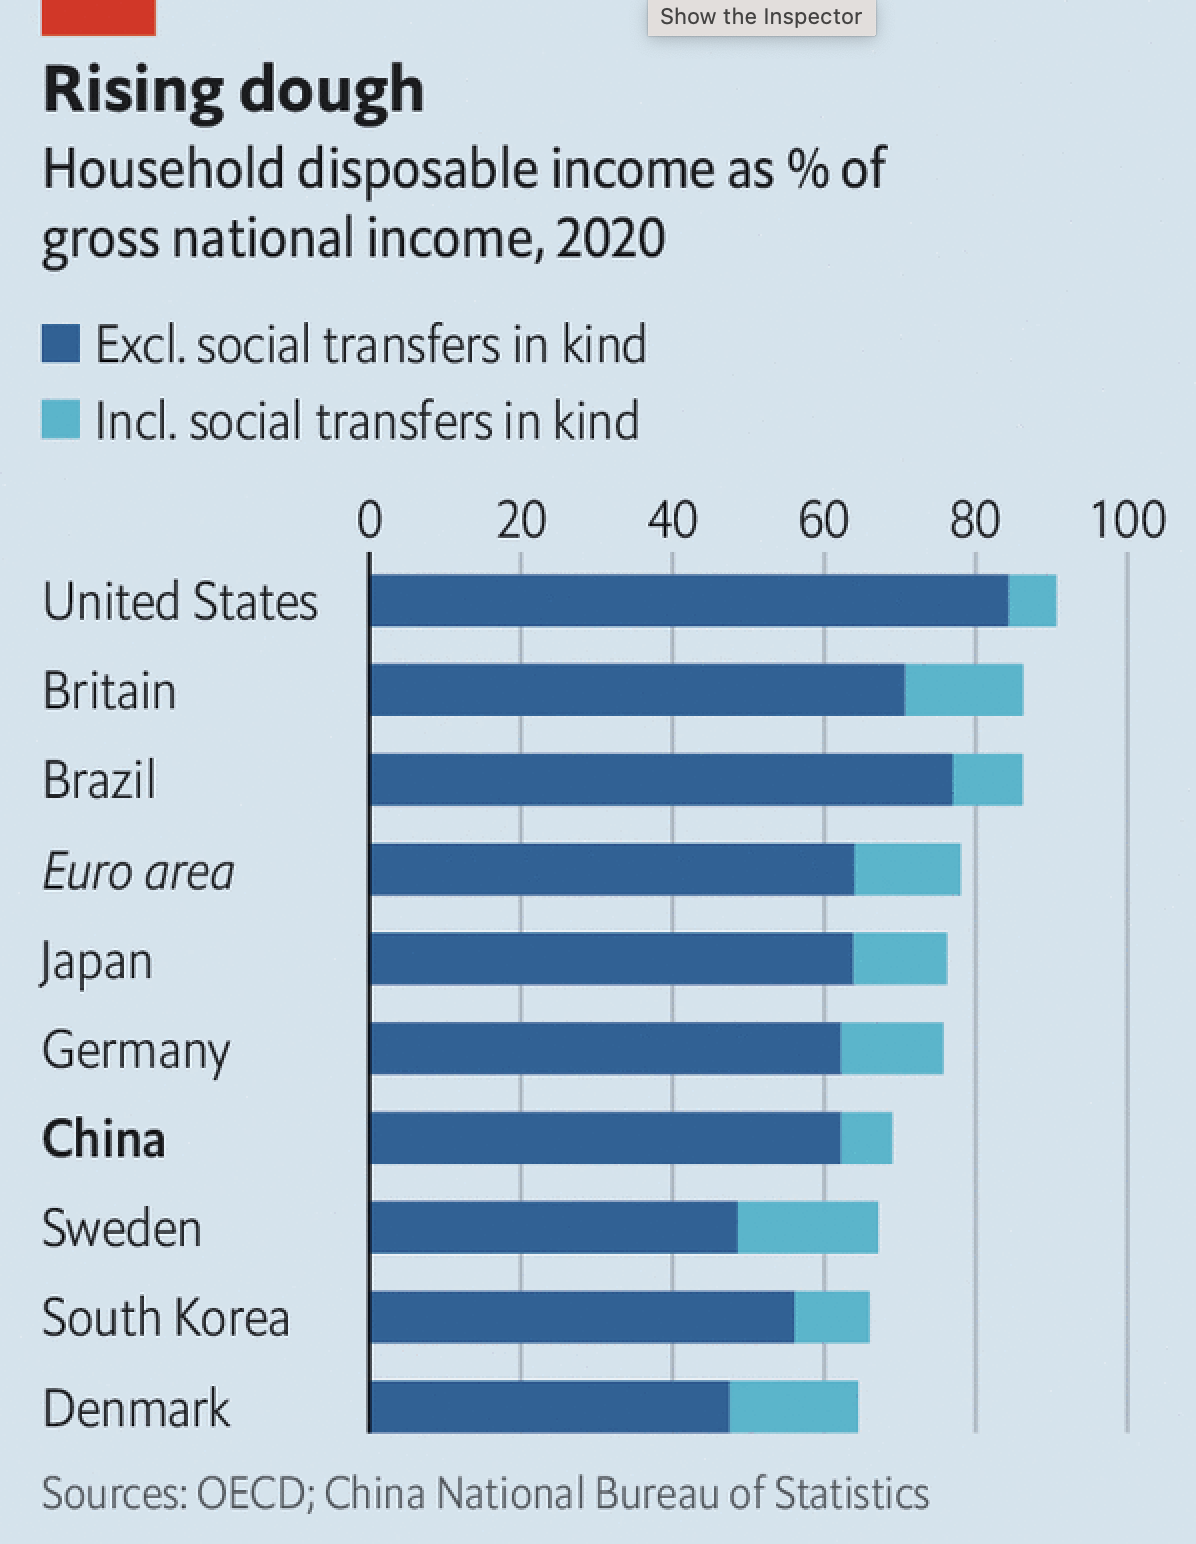 Show the Inspector
Rising dough
Household disposable income as % of
gross national income, 2020
Excl. social transfers in kind
Incl. social transfers in kind
0 20 40 60 80 100
United States
Britain
Brazil
Euro area
Japan
Germany
China
Sweden
South Korea
Denmark
Sources: OECD; China National Bureau of Statistics